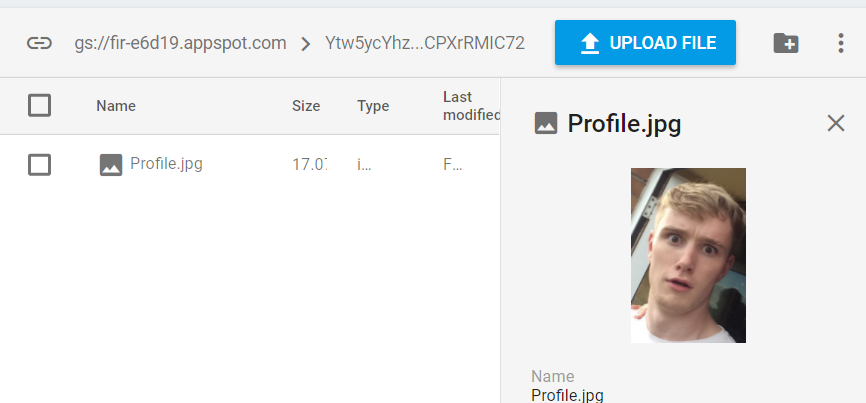 gs://fir-e6d19.appspot.com > Ytw5ycYhz...CPXrRMIC72 UPLOAD FILE
Name Size Type Last modified
Profile.jpg 17.0 i... F...
Profile.jpg
Name
Profile.jpg